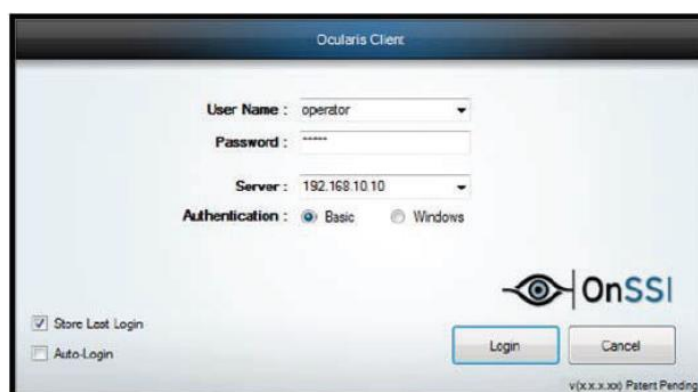 Ocularis Client
User Name : operator
Password : -----
Server : 192.168.10.10
Authentication : Basic Windows
OnSSI
Store Last Login
Auto-Login
Login Cancel
v(x.x.x.xx) Patent Pending